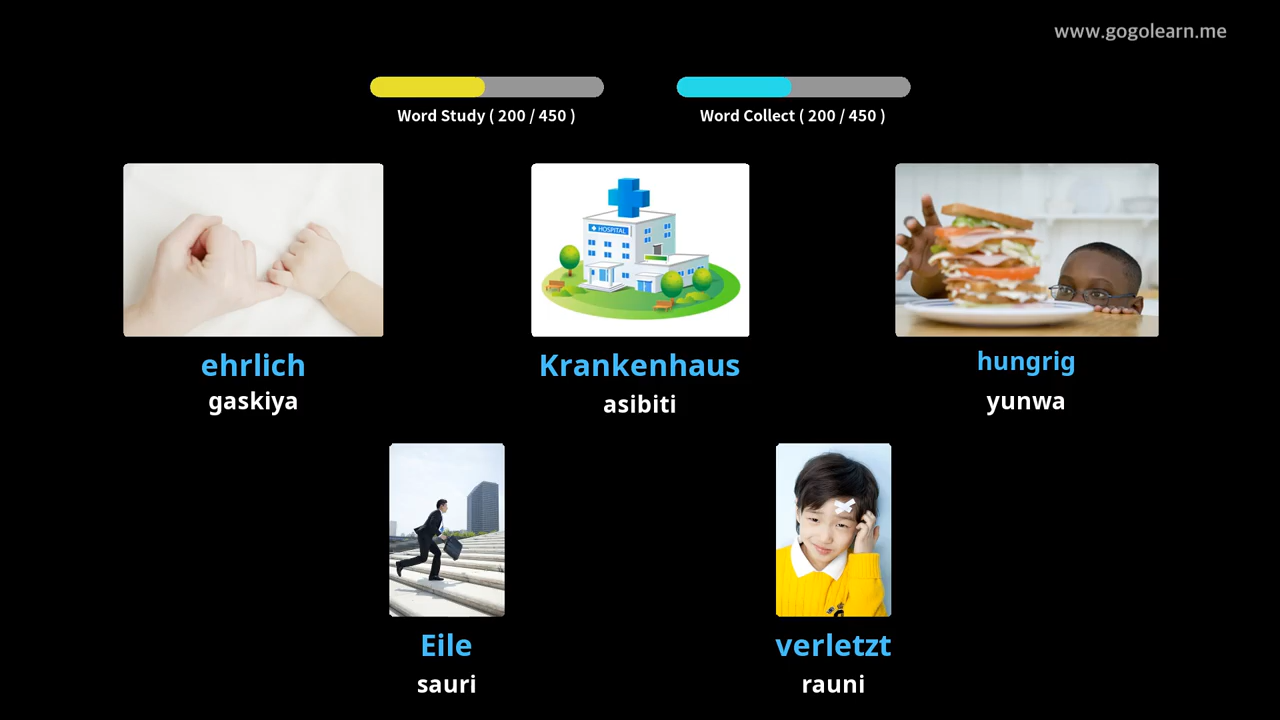 www.gogolearn.me
Word Study ( 200 / 450 )
Word Collect ( 200 / 450 )
HOSPITAL
ehrlich
gaskiya
Krankenhaus
asibiti
hungrig
yunwa
Eile
sauri
verletzt
rauni